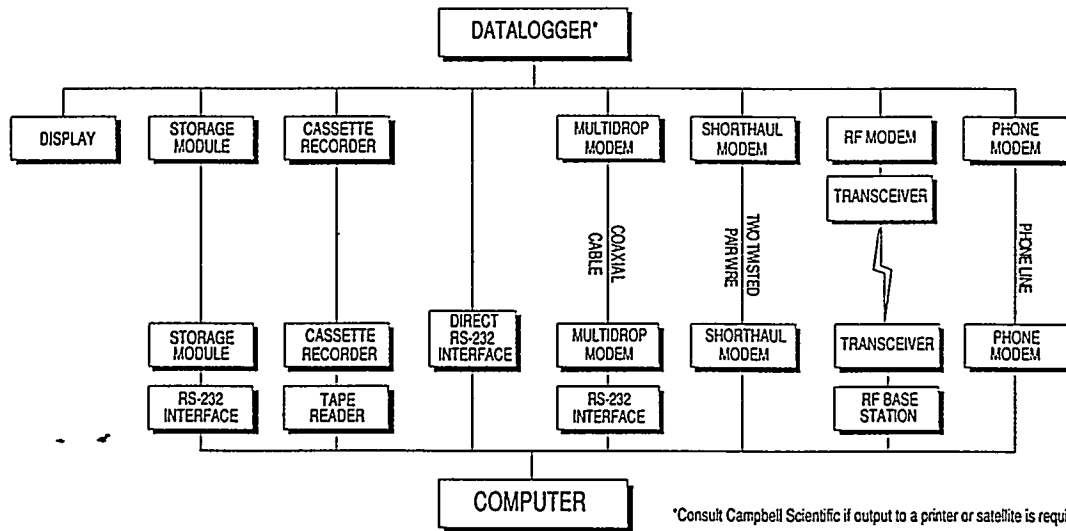 DATALOGGER*
DISPLAY
STORAGE
MODULE
CASSETTE
RECORDER
MULTIDROP
MODEM
SHORTHAUL
MODEM
RF MODEM
PHONE
MODEM
TRANSCEIVER
COAXIAL
CABLE
TWO TWISTED
PAIR WIRE
PHONE LINE
STORAGE
MODULE
CASSETTE
RECORDER
DIRECT
RS-232
INTERFACE
MULTIDROP
MODEM
SHORTHAUL
MODEM
TRANSCEIVER
PHONE
MODEM
RS-232
INTERFACE
TAPE
READER
RS-232
INTERFACE
RF BASE
STATION
COMPUTER
*Consult Campbell Scientific if output to a printer or satellite is requi